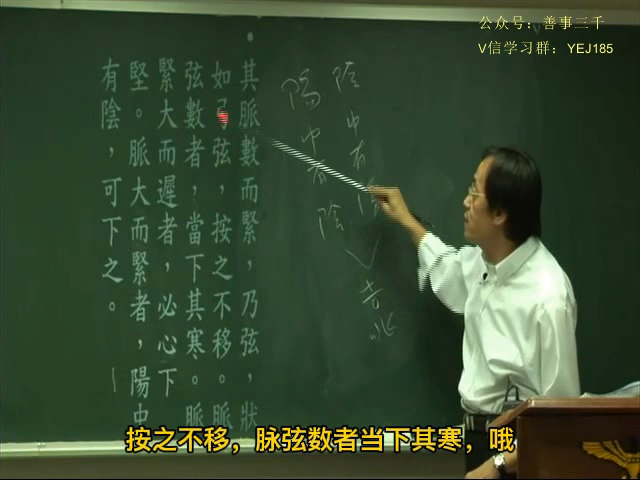 公众号：善事三千
V信学习群：YEJ185
陰中有
陽中有陰
其脈數而緊，乃弦，狀
如弓弦，按之不移。脈
弦數者，當下其寒。脈
緊大而遲者，必心下
堅。脈大而緊者，陽中
有陰，可下之。
按之不移，脉弦数者当下其寒，哦